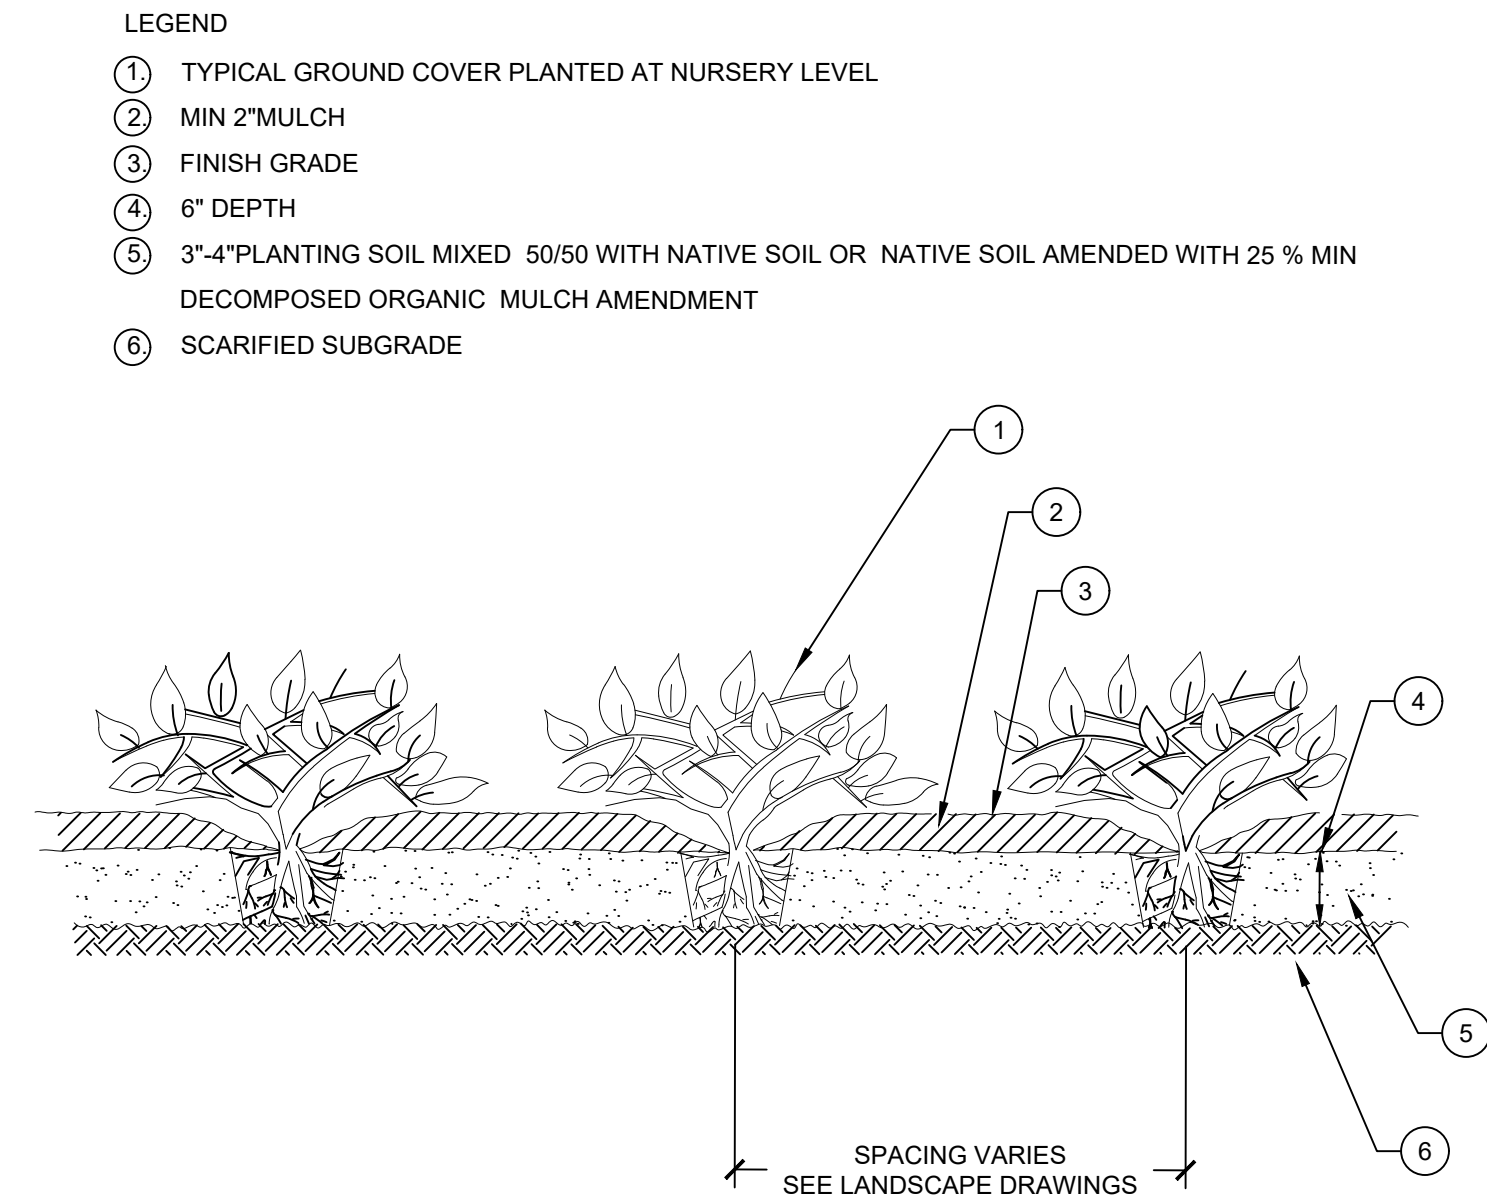 LEGEND
1. TYPICAL GROUND COVER PLANTED AT NURSERY LEVEL
2. MIN 2"MULCH
3. FINISH GRADE
4. 6" DEPTH
5. 3"-4"PLANTING SOIL MIXED 50/50 WITH NATIVE SOIL OR NATIVE SOIL AMENDED WITH 25 % MIN
DECOMPOSED ORGANIC MULCH AMENDMENT
6. SCARIFIED SUBGRADE
1
2
3
4
5
6
SPACING VARIES
SEE LANDSCAPE DRAWINGS